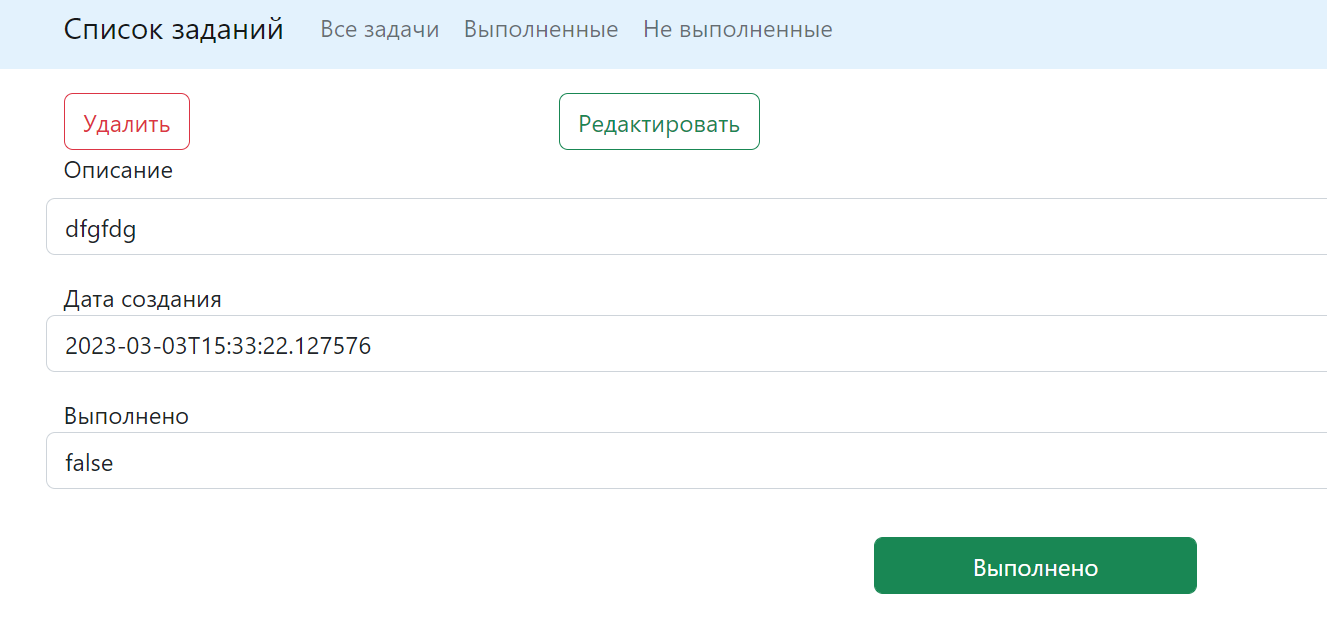 Список заданий Все задачи Выполненные Не выполненные
Удалить Редактировать
Описание
dfgfdg
Дата создания
2023-03-03T15:33:22.127576
Выполнено
false
Выполнено